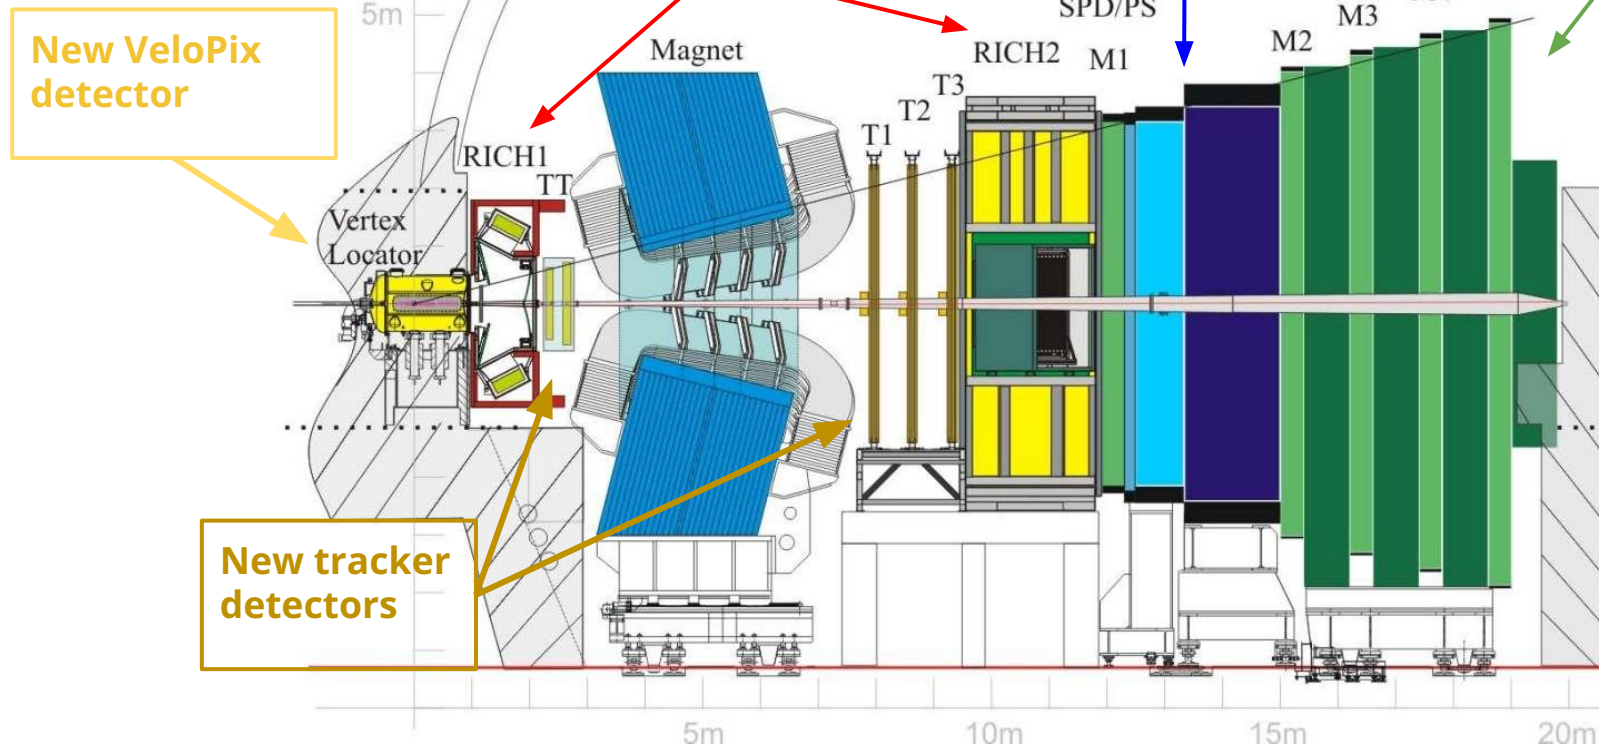 5m
New VeloPix
detector
SPD/PS
M3
Magnet
RICH2
M1
M2
T3
T2
T1
RICH1
TT
Vertex
Locator
New tracker
detectors
5m
10m
15m
20m